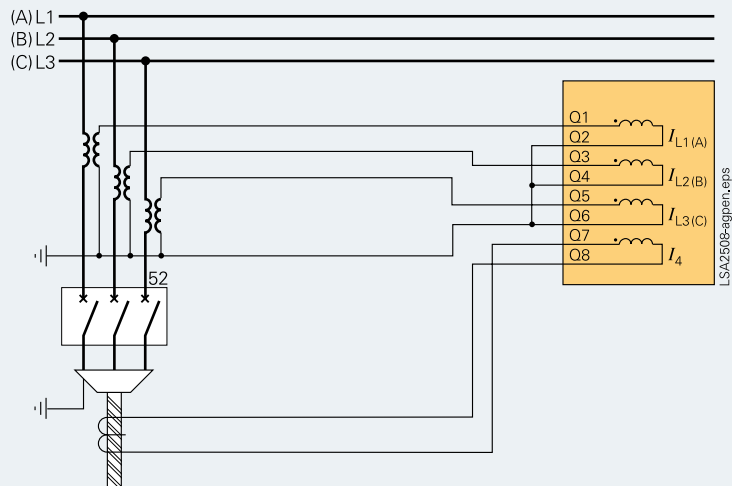 (A) L1
(B) L2
(C) L3
Q1
Q2
I L1 (A)
Q3
Q4
I L2 (B)
Q5
Q6
I L3 (C)
Q7
Q8
I 4
52
LSA2508-agpen.eps